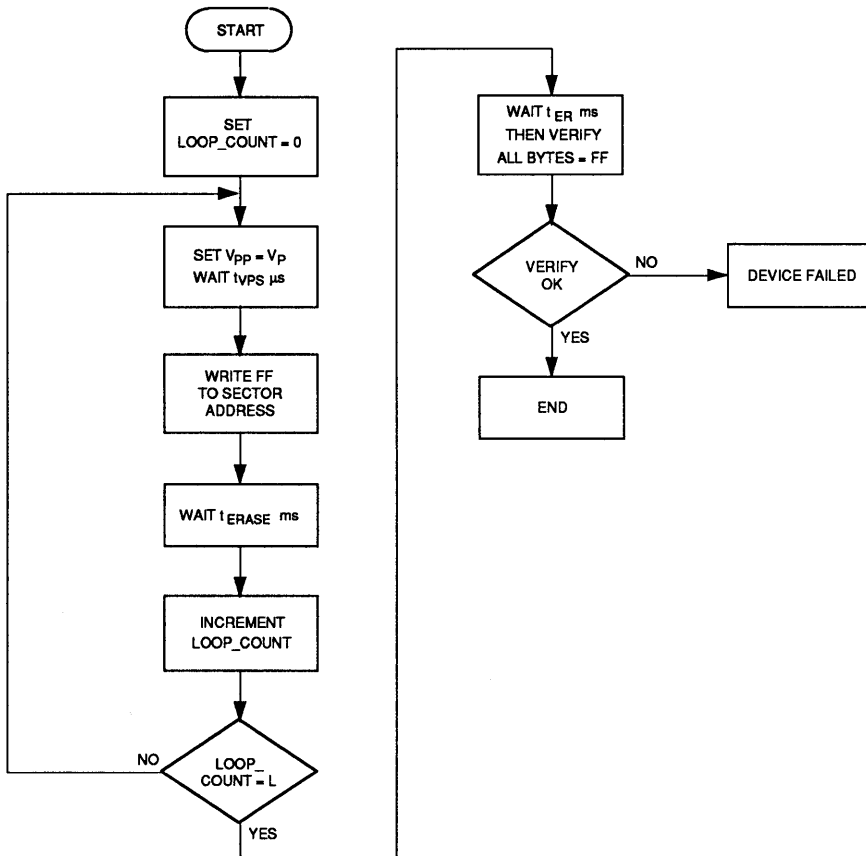 START
SET
LOOP_COUNT = 0
SET VPP = VP
WAIT tVPS μs
WRITE FF
TO SECTOR
ADDRESS
WAIT tERASE ms
INCREMENT
LOOP_COUNT
LOOP_
COUNT = L
NO
YES
WAIT tER ms
THEN VERIFY
ALL BYTES = FF
VERIFY
OK
NO
DEVICE FAILED
YES
END